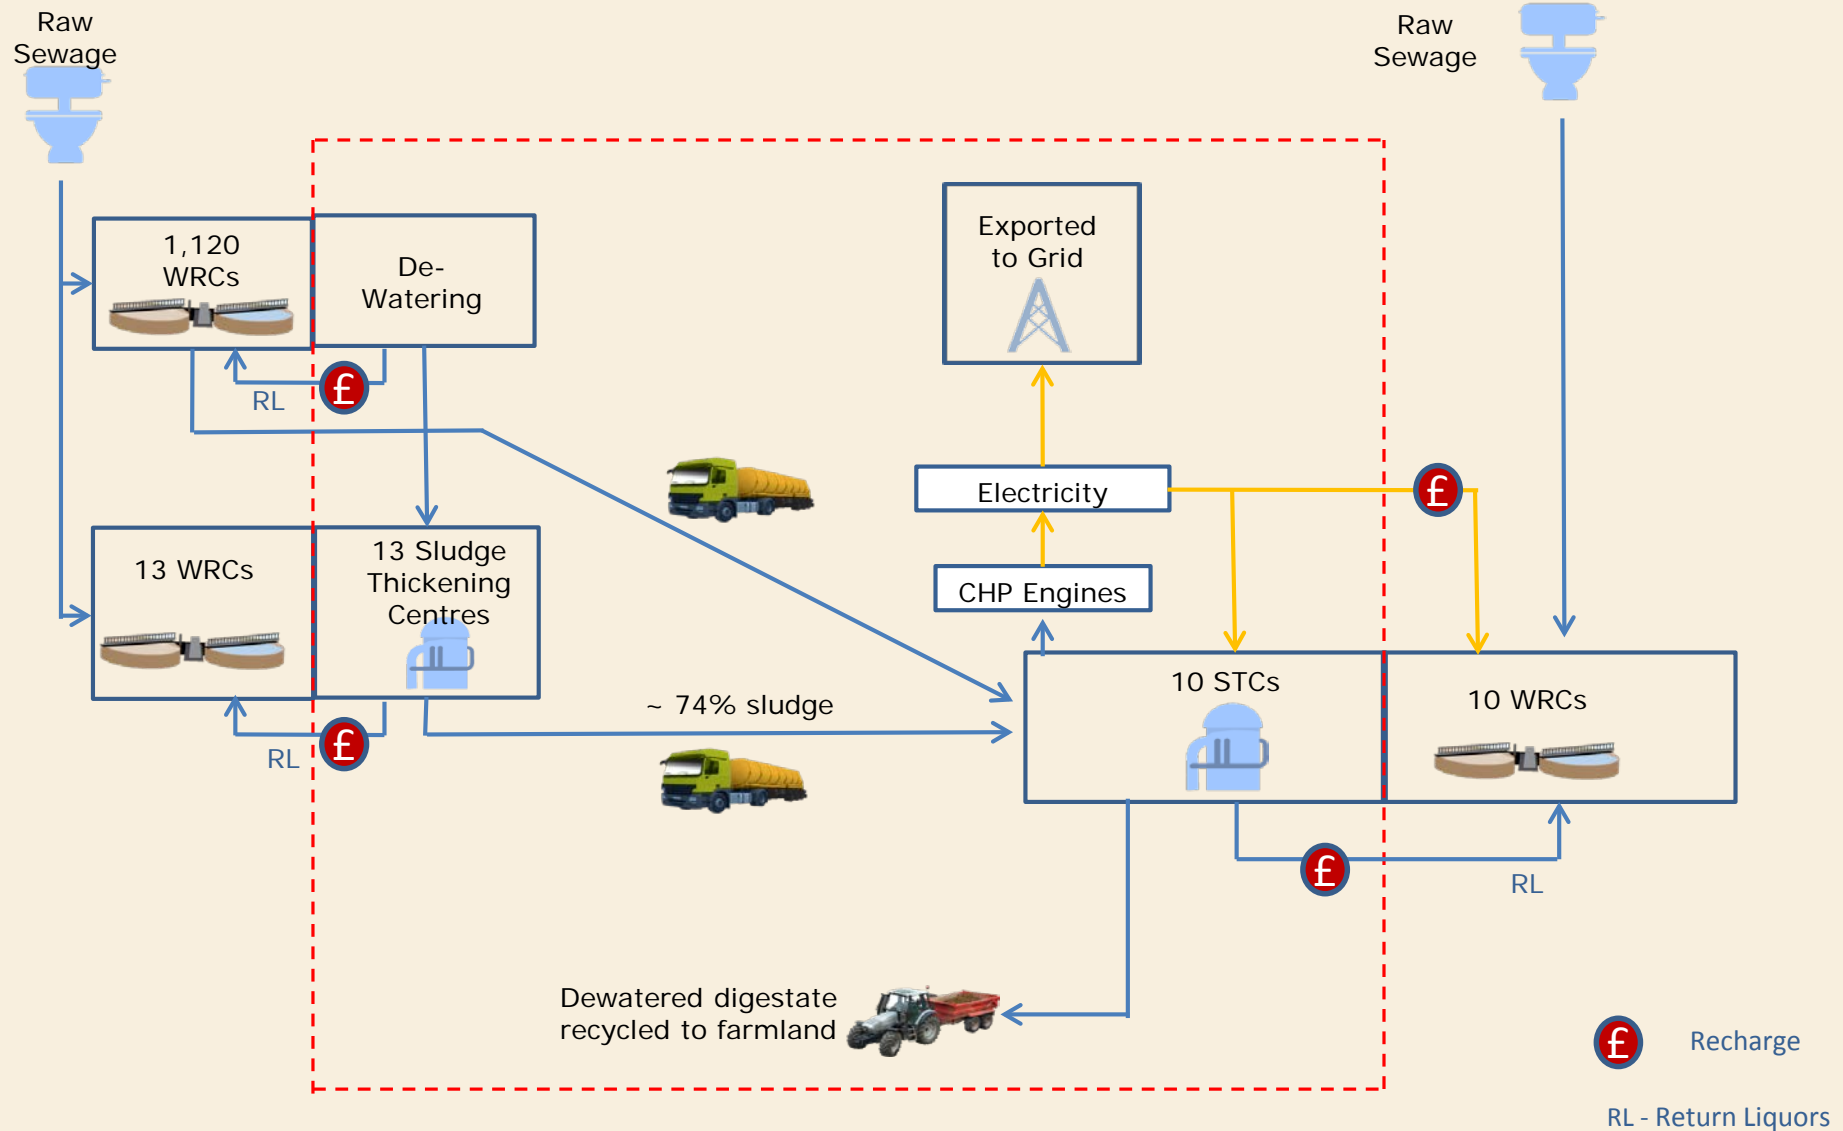 Raw
Sewage
Raw
Sewage
1,120
WRCs
De-
Watering
Exported
to Grid
£
RL
Electricity
£
13 WRCs
13 Sludge
Thickening
Centres
CHP Engines
~ 74% sludge
10 STCs
10 WRCs
£
RL
£
RL
Dewatered digestate
recycled to farmland
£
Recharge
RL - Return Liquors